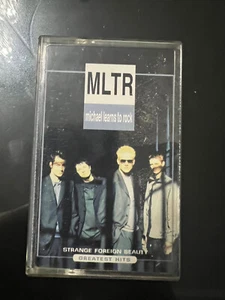 MLTR
michael learns to rock
STRANGE FOREIGN BEAUTY
GREATEST HITS